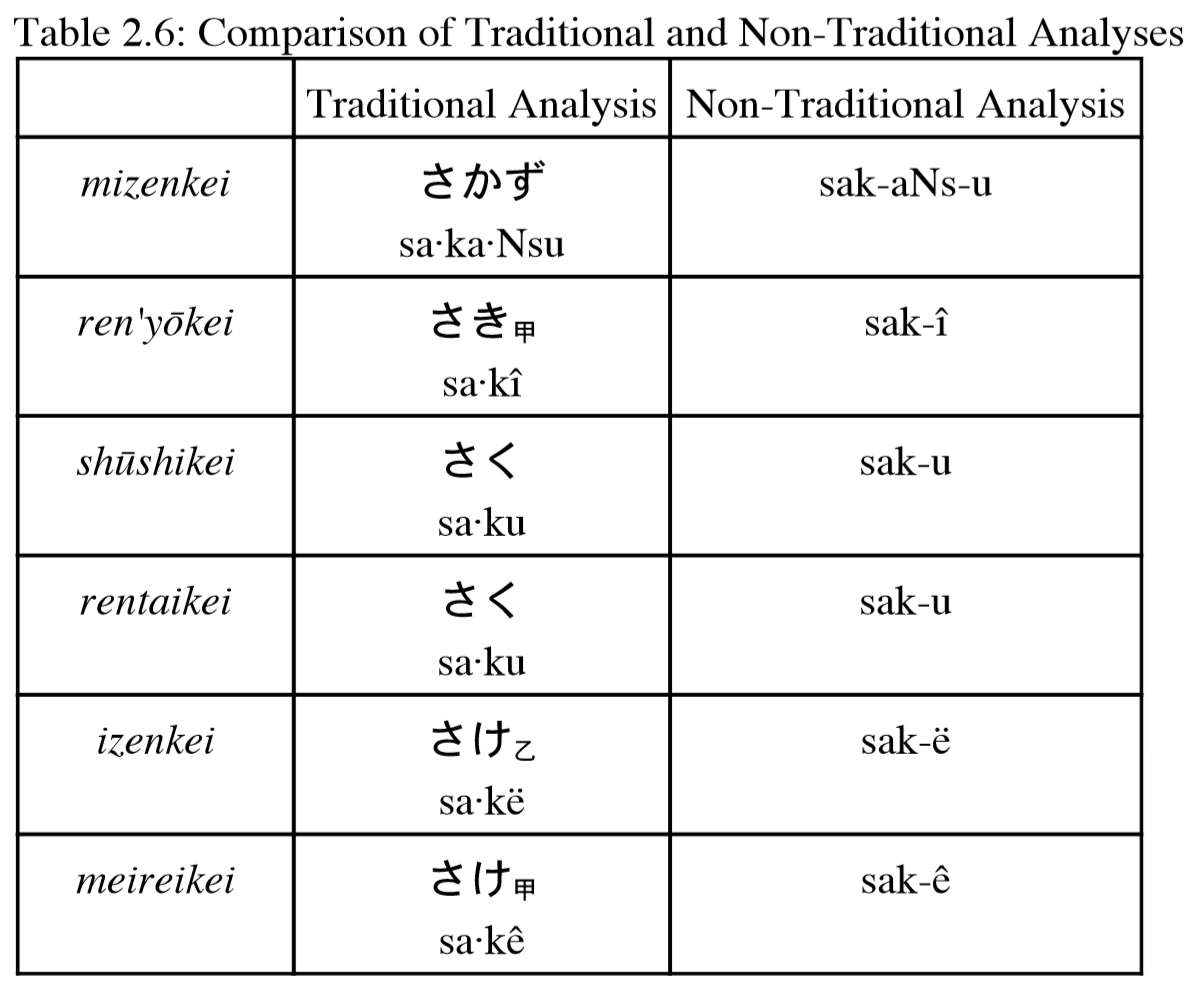 Table 2.6: Comparison of Traditional and Non-Traditional Analyses
Traditional Analysis Non-Traditional Analysis
mizenkei さかず sak-aNs-u
sa·ka·Nsu
ren'yōkei さき甲 sak-î
sa·kî
shūshikei さく sak-u
sa·ku
rentaikei さく sak-u
sa·ku
izenkei さけ乙 sak-ë
sa·kë
meireikei さけ甲 sak-ê
sa·kê